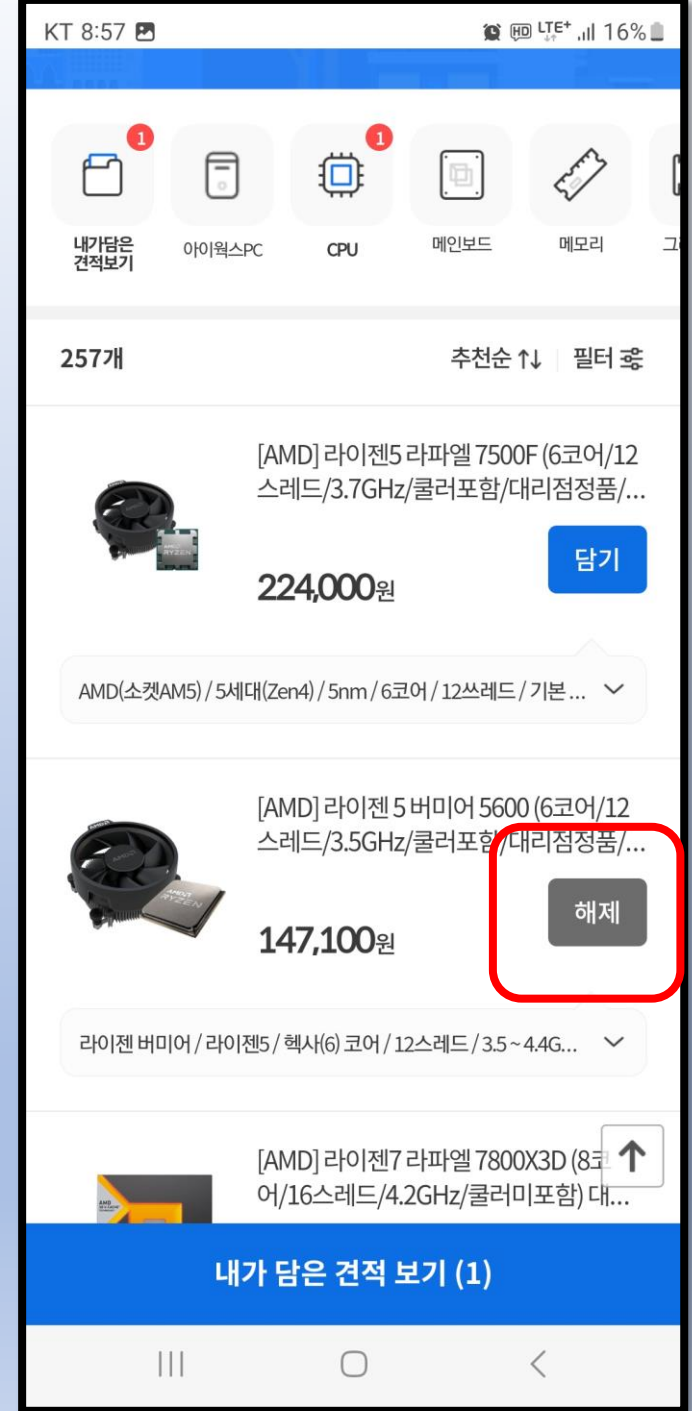 KT 8:57
HD LTE+ 16%
1
1
내가담은
견적보기
아이웍스PC
CPU
메인보드
메모리
257개
추천순 ↑↓
필터
[AMD] 라이젠5 라파엘 7500F (6코어/12
스레드/3.7GHz/쿨러포함/대리점정품/...
담기
224,000원
AMD(소켓AM5) / 5세대(Zen4) / 5nm / 6코어 / 12쓰레드 / 기본 ...
[AMD] 라이젠 5 버미어 5600 (6코어/12
스레드/3.5GHz/쿨러포함/대리점정품/...
해제
147,100원
라이젠 버미어 / 라이젠5 / 헥사(6) 코어 / 12스레드 / 3.5 ~ 4.4G...
[AMD] 라이젠7 라파엘 7800X3D (8코
어/16스레드/4.2GHz/쿨러미포함) 대...
내가 담은 견적 보기 (1)